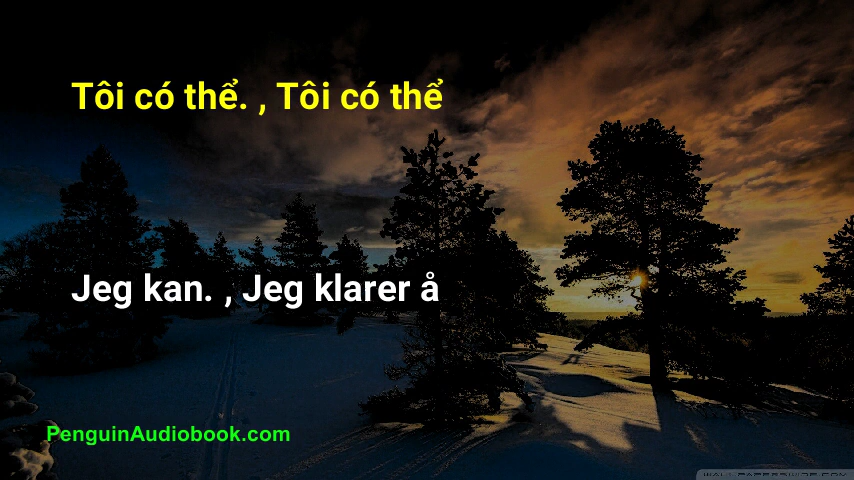 Tôi có thể. , Tôi có thể
Jeg kan. , Jeg klarer å
PenguinAudiobook.com